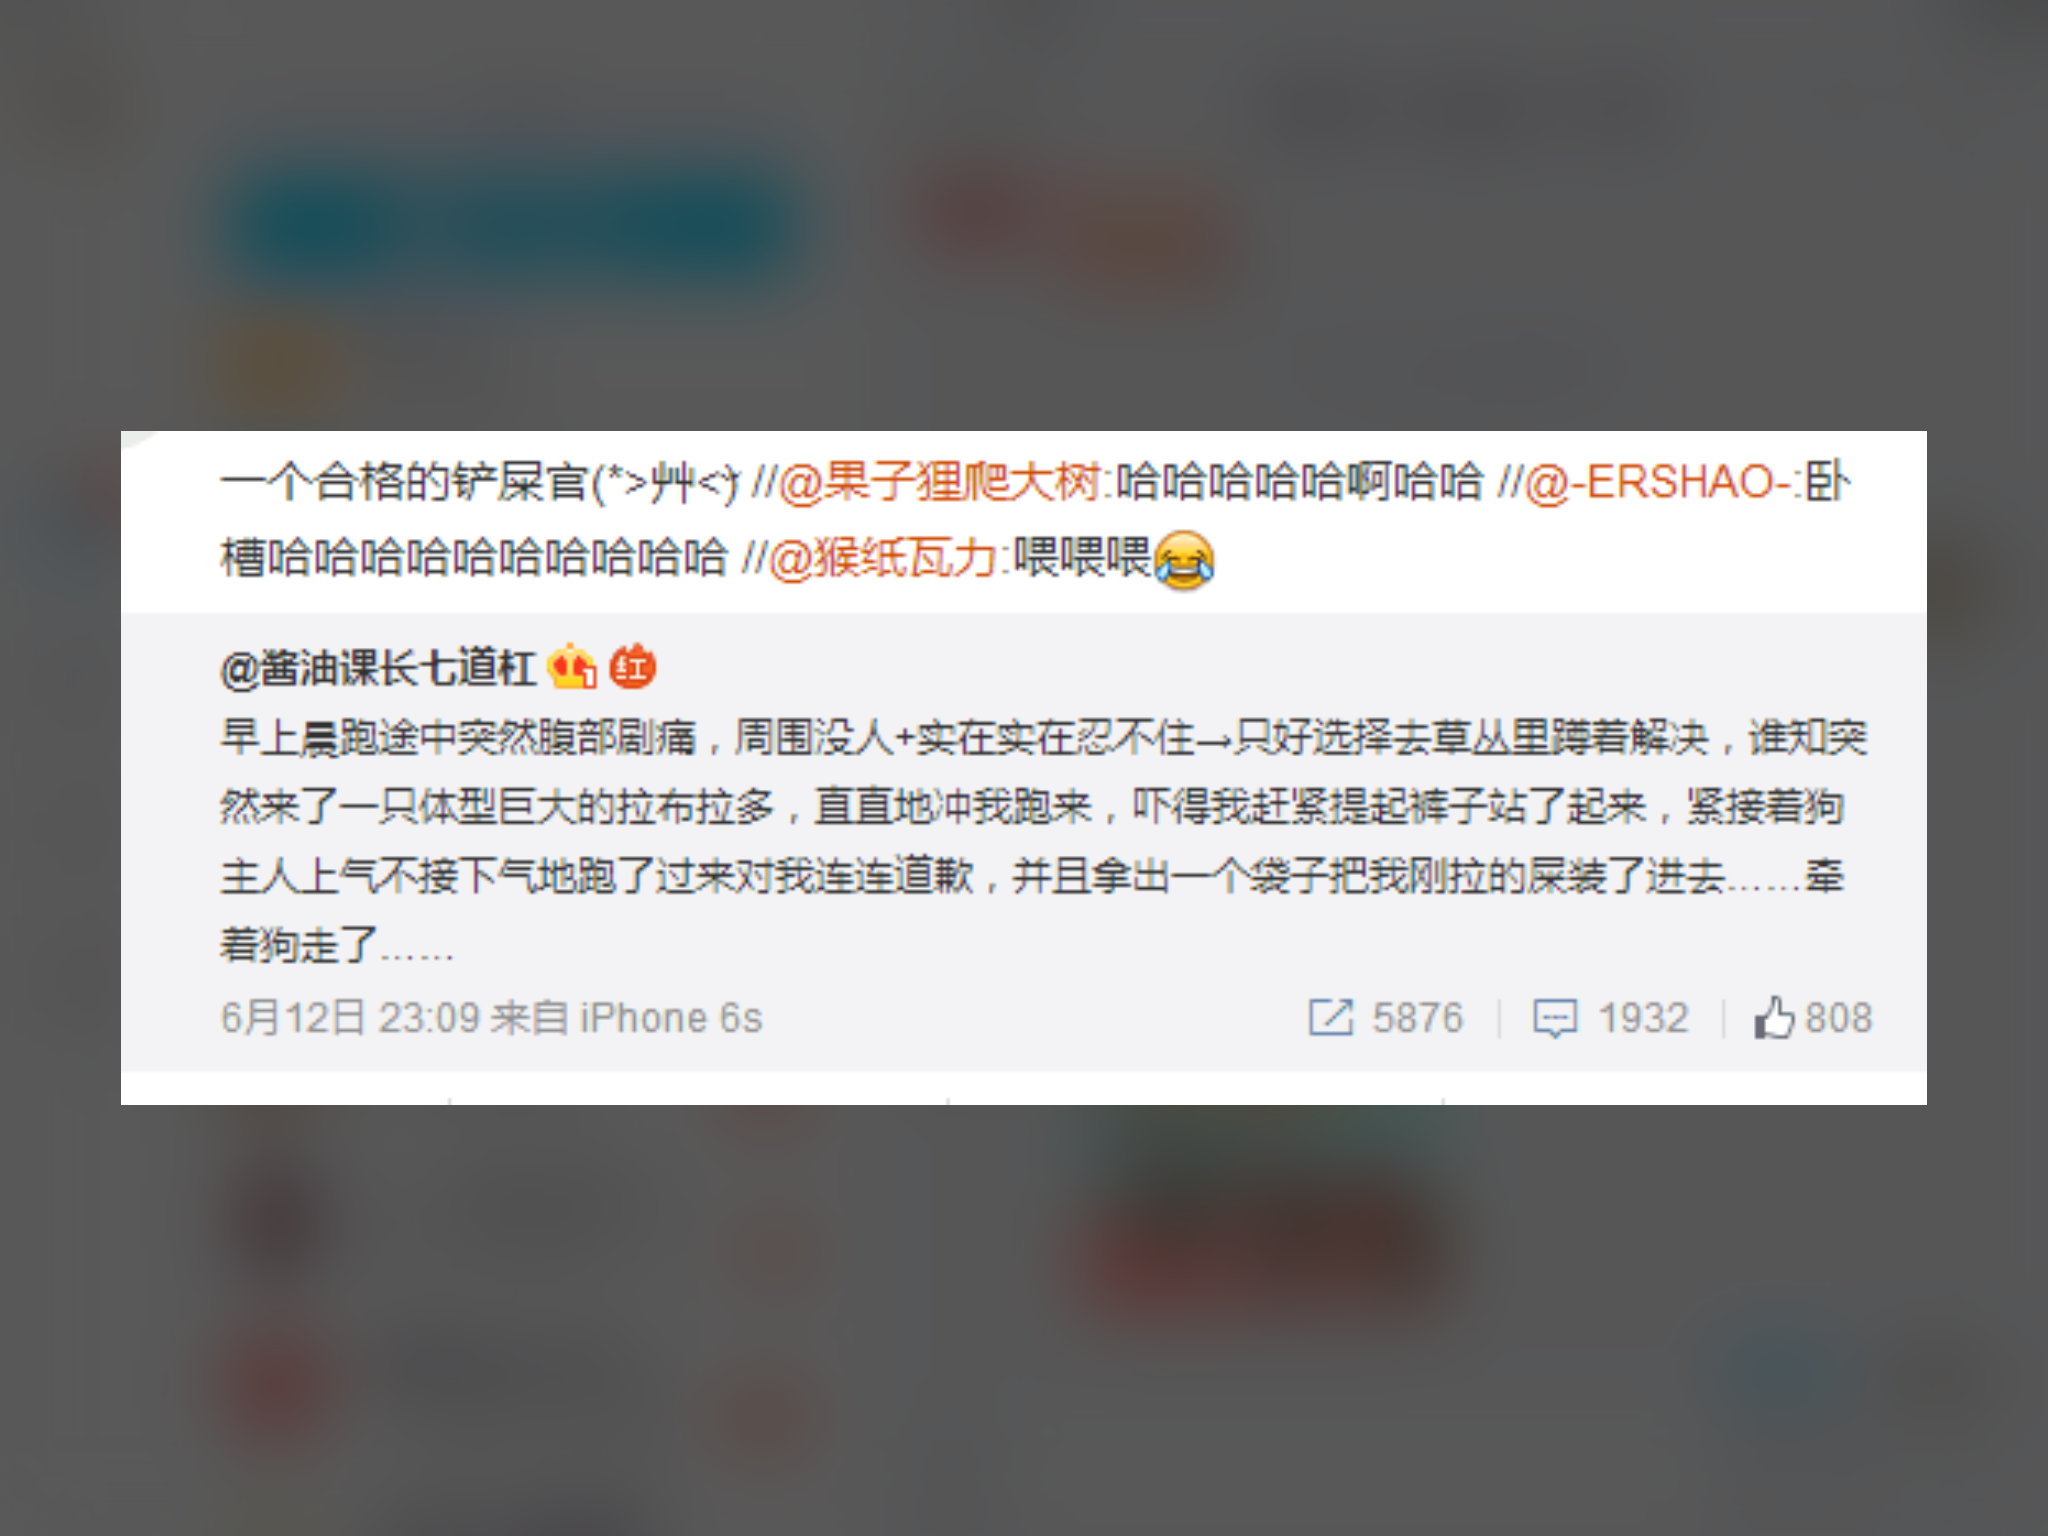 一个合格的铲屎官(*>艸<*) //@果子狸爬大树:哈哈哈哈哈啊哈哈 //@-ERSHAO-:卧
槽哈哈哈哈哈哈哈哈哈哈 //@猴纸瓦力:喂喂喂😂
@酱油课长七道杠 1 红
早上晨跑途中突然腹部剧痛，周围没人+实在实在忍不住→只好选择去草丛里蹲着解决，谁知突
然来了一只体型巨大的拉布拉多，直直地冲我跑来，吓得我赶紧提起裤子站了起来，紧接着狗
主人上气不接下气地跑了过来对我连连道歉，并且拿出一个袋子把我刚拉的屎装了进去……牵
着狗走了……
6月12日 23:09 来自 iPhone 6s 5876 1932 808